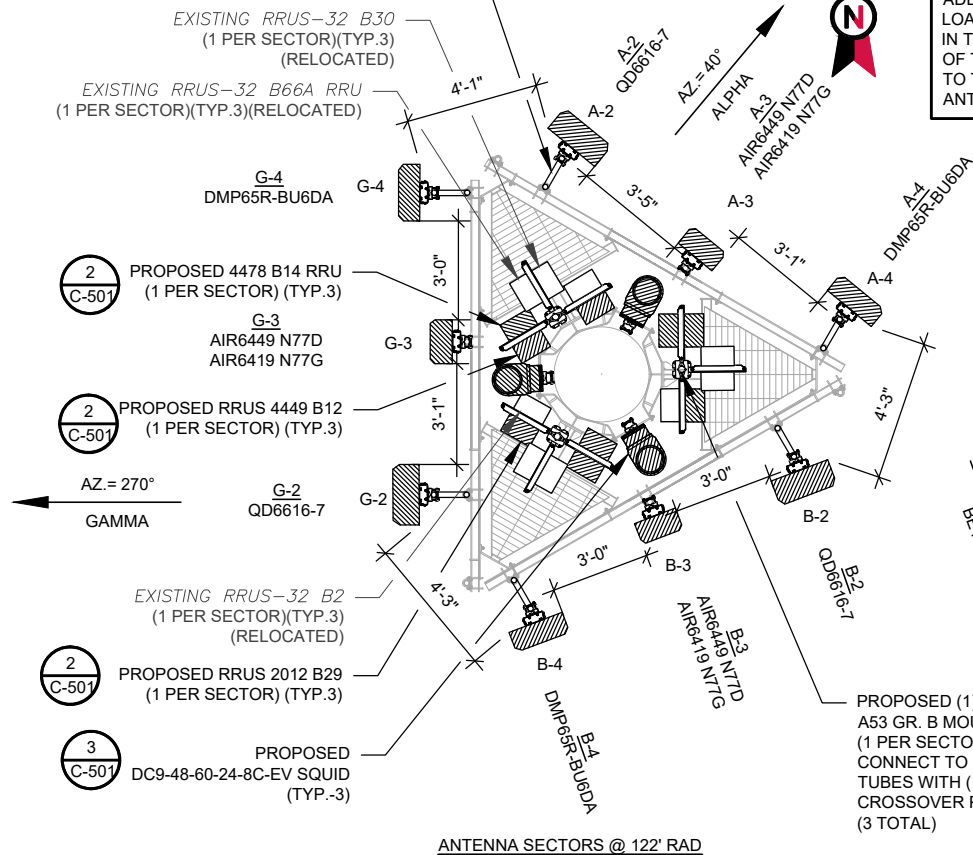 EXISTING RRUS-32 B30
(1 PER SECTOR)(TYP.3)
(RELOCATED)
EXISTING RRUS-32 B66A RRU
(1 PER SECTOR)(TYP.3)(RELOCATED)
4'-1"
A-2
A-2
QD6616-7
AZ.= 40°
ALPHA
N
LOA
IN T
OF T
TO T
ANT
A-3
AIR6449 N77D
AIR6419 N77G
A-3
3'-5"
3'-1"
A-4
DMP65R-BU6DA
A-4
G-4
DMP65R-BU6DA
G-4
3'-0"
2
C-501
PROPOSED 4478 B14 RRU
(1 PER SECTOR) (TYP.3)
G-3
AIR6449 N77D
AIR6419 N77G
G-3
3'-1"
2
C-501
PROPOSED RRUS 4449 B12
(1 PER SECTOR) (TYP.3)
AZ.= 270°
GAMMA
G-2
QD6616-7
G-2
4'-3"
4'-3"
3'-0"
B-2
B-2
QD6616-7
3'-0"
B-3
B-3
AIR6449 N77D
AIR6419 N77G
EXISTING RRUS-32 B2
(1 PER SECTOR)(TYP.3)
(RELOCATED)
2
C-501
PROPOSED RRUS 2012 B29
(1 PER SECTOR) (TYP.3)
B-4
B-4
DMP65R-BU6DA
3
C-501
PROPOSED
DC9-48-60-24-8C-EV SQUID
(TYP.-3)
PROPOSED (1)
A53 GR. B MOU
(1 PER SECTO
CONNECT TO
TUBES WITH (
CROSSOVER P
(3 TOTAL)
ANTENNA SECTORS @ 122' RAD